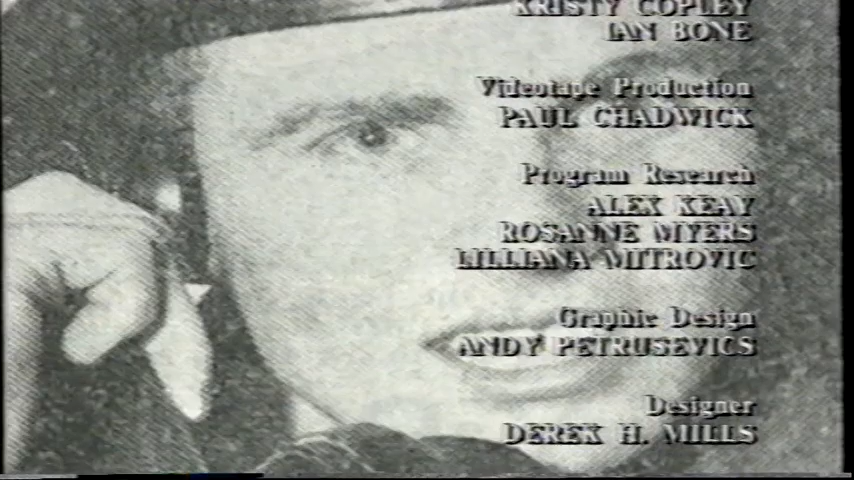 KRISTY COPLEY
IAN BONE
Videotape Production
PAUL CHADWICK
Program Research
ALEX KEAY
ROSANNE MYERS
LILLIANA MITROVIC
Graphic Design
ANDY PETRUSEVICS
Designer
DEREK H. MILLS